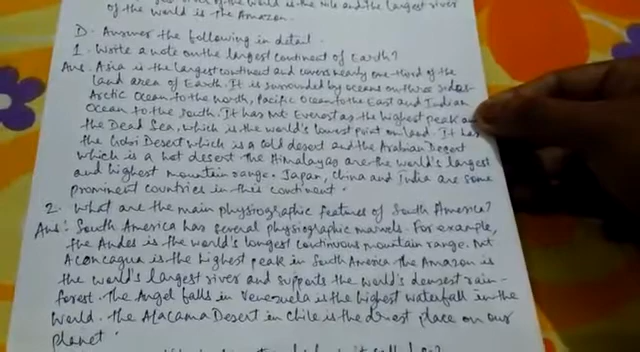 river of the world is the nile and the largest river
of the world is the Amazon.
D. Answer the following in detail.
1. Write a note on the largest continent of Earth?
Ans. Asia is the largest continent and covers nearly one-third of the
land area of Earth. It is surrounded by oceans on three sides-
Arctic Ocean to the north, Pacific Ocean to the East and Indian
Ocean to the south. It has Mt Everest as the highest peak
the Dead Sea, which is the world's lowest point on land. It has
the Gobi Desert which is a cold desert and the Arabian Desert
which is a hot desert. The Himalayas are the world's largest
and highest mountain range. Japan, China and India are some
prominent countries in this continent.
2. What are the main physiographic features of South America?
Ans: South America has several physiographic marvels. For example,
the Andes is the world's longest continuous mountain range. Mt
Aconcagua is the highest peak in South America. The Amazon is
the world's largest river and supports the world's densest rain-
forest. The Angel falls in Venezuela is the highest waterfall in the
world. The Atacama Desert in Chile is the driest place on our
planet.